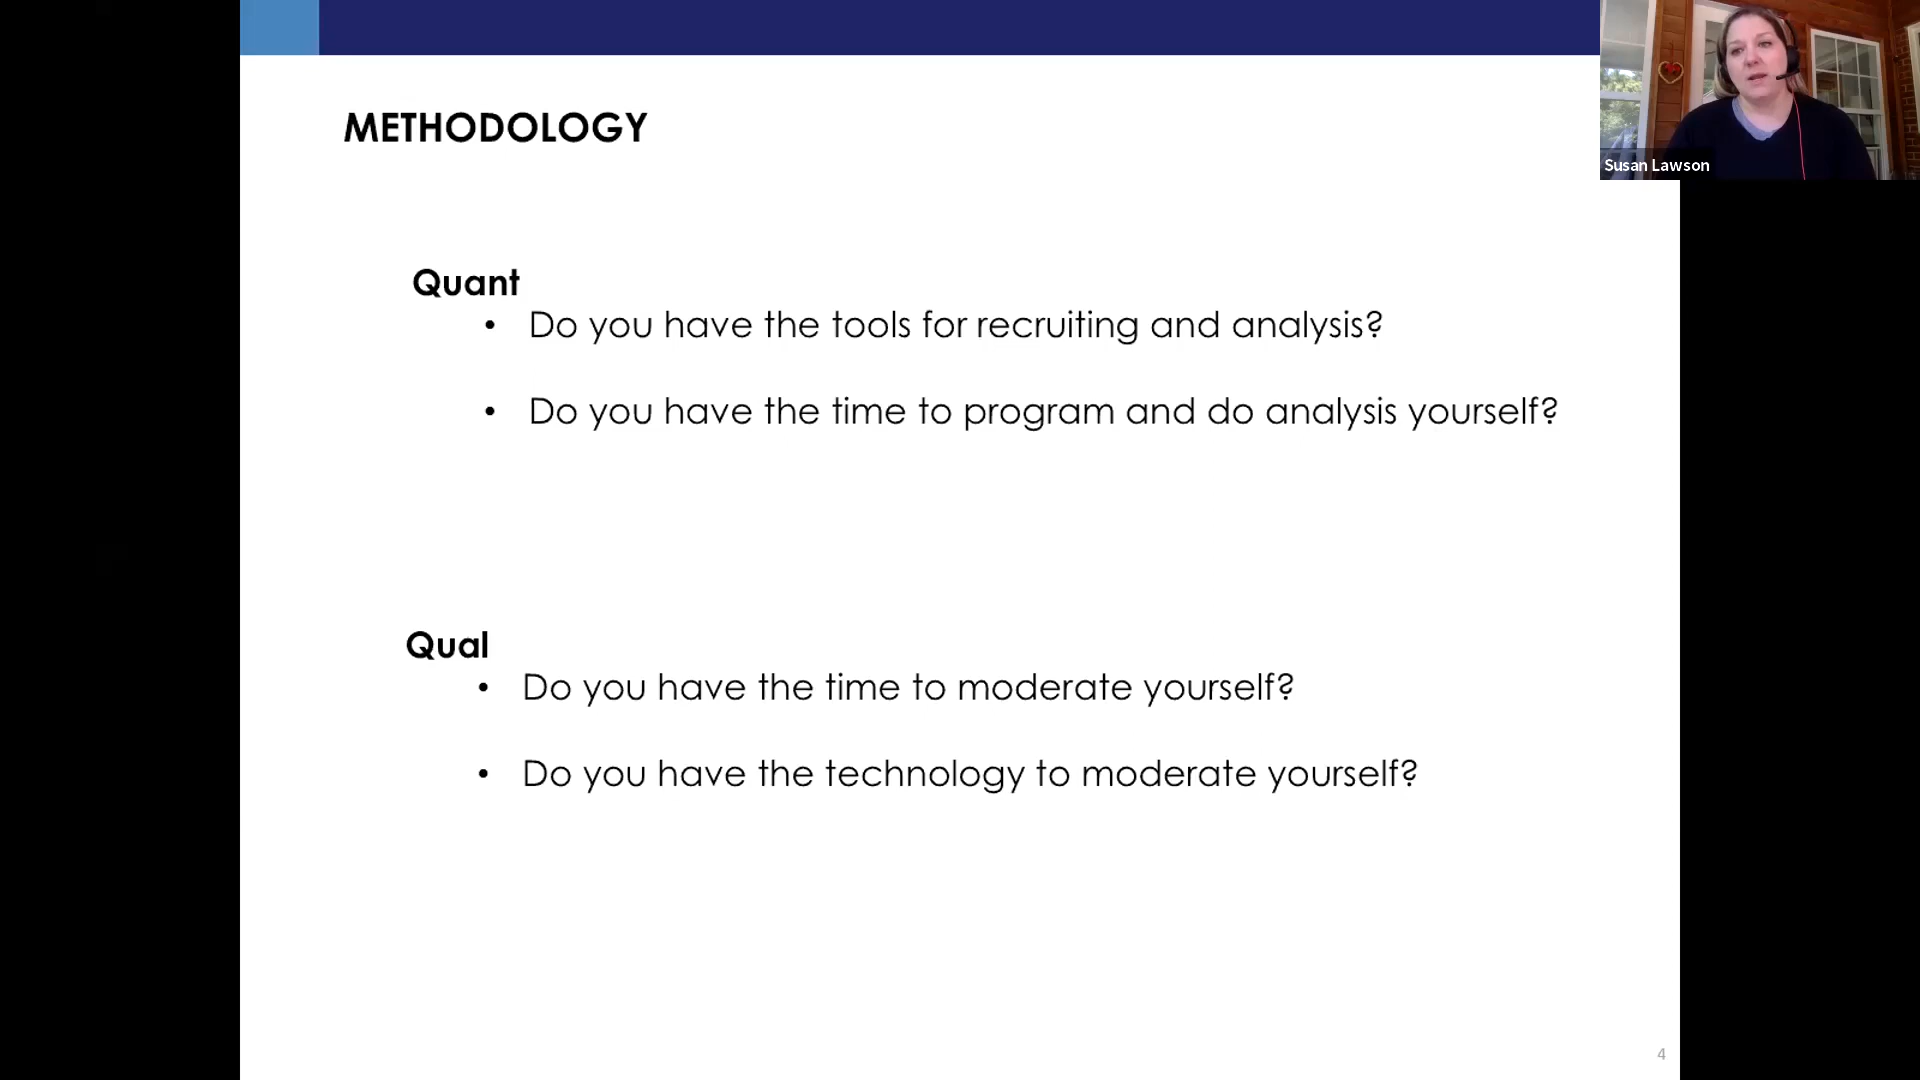 METHODOLOGY
Susan Lawson
Quant
• Do you have the tools for recruiting and analysis?
• Do you have the time to program and do analysis yourself?
Qual
• Do you have the time to moderate yourself?
• Do you have the technology to moderate yourself?
4